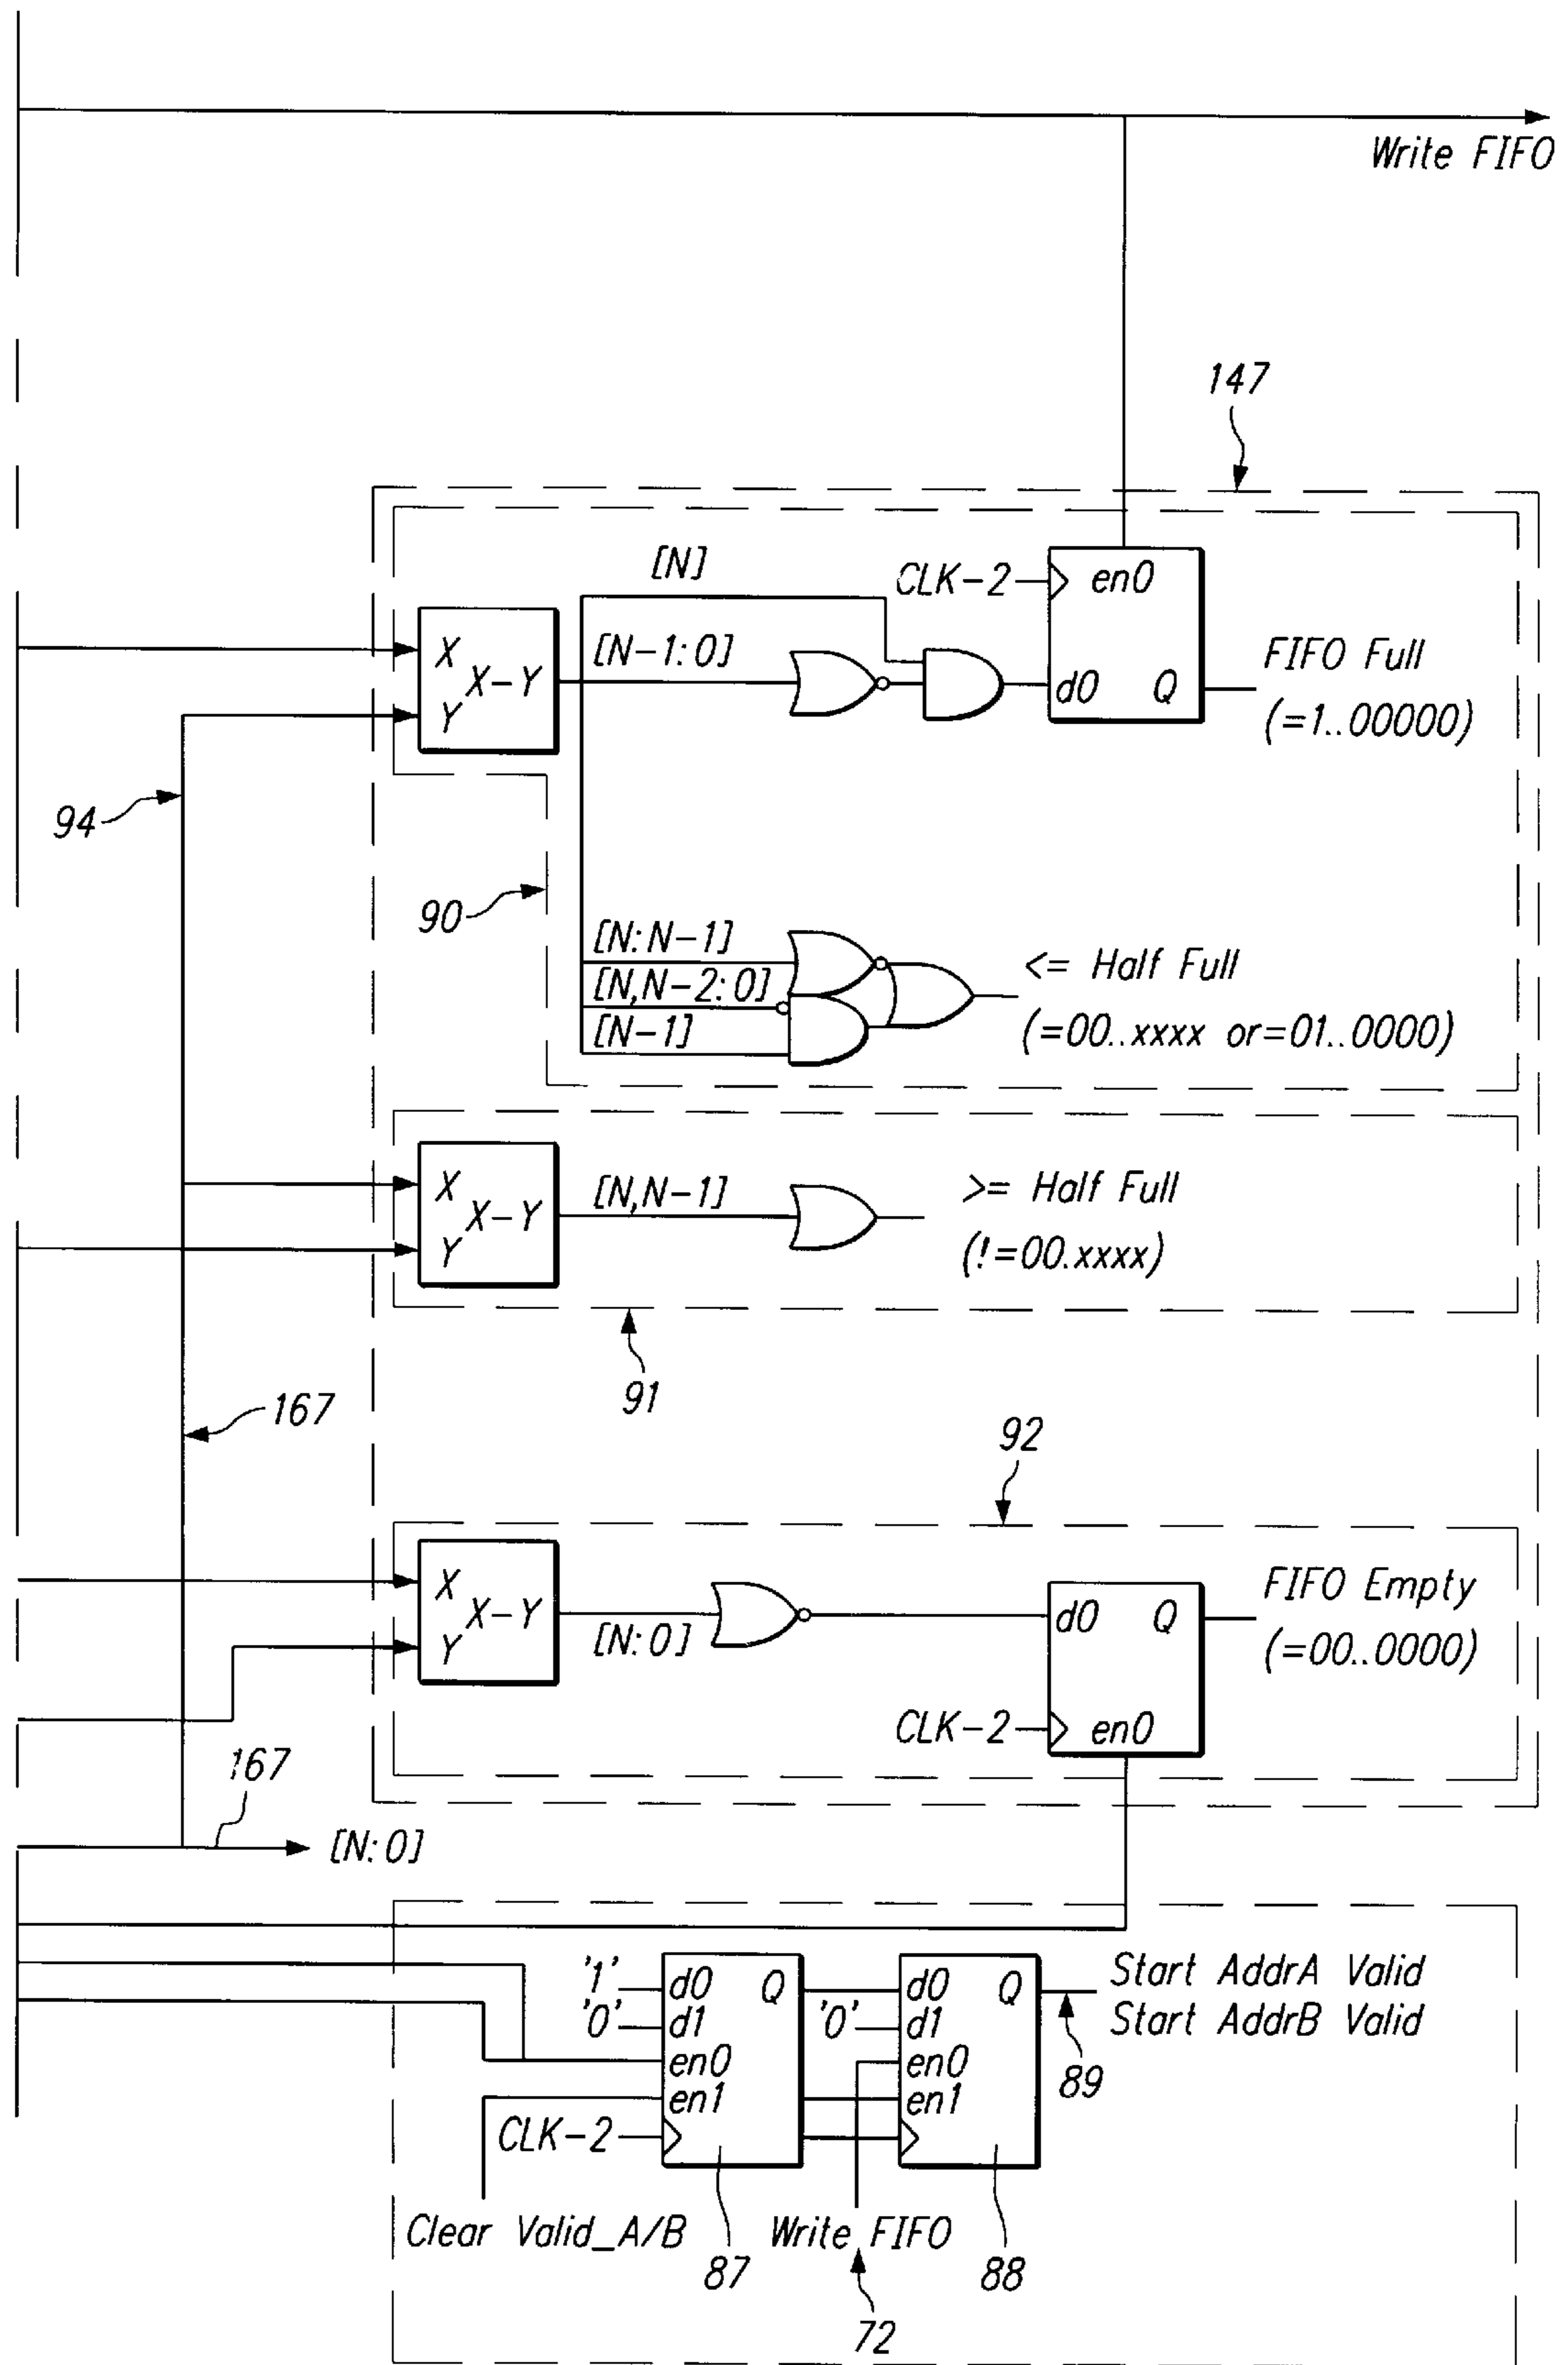 Write FIFO
147
[N]
CLK-2
en0
X
X-Y
Y
[N-1:0]
d0
Q
FIFO Full
(=1..00000)
94
90
[N:N-1]
[N,N-2:0]
[N-1]
<= Half Full
(=00..xxxx or=01..0000)
X
X-Y
Y
[N,N-1]
>= Half Full
(!=00.xxxx)
91
167
92
X
X-Y
Y
[N:0]
d0
Q
FIFO Empty
(=00..0000)
CLK-2
en0
167
[N:0]
'1'
d0
Q
'0'
d1
en0
en1
CLK-2
d0
Q
'0'
d1
en0
en1
Start AddrA Valid
Start AddrB Valid
89
Clear Valid_A/B
Write FIFO
87
88
72